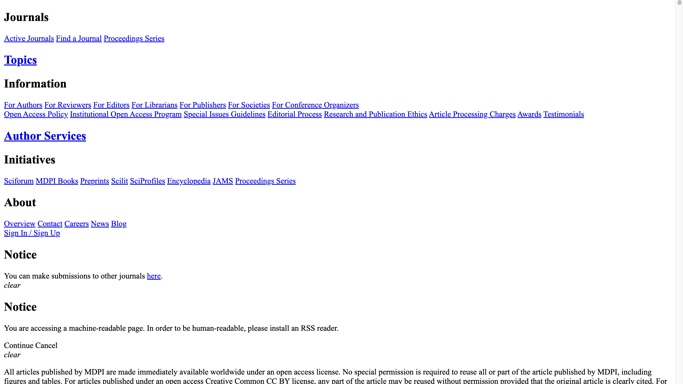 Journals
Active Journals Find a Journal Proceedings Series
Topics
Information
For Authors For Reviewers For Editors For Librarians For Publishers For Societies For Conference Organizers
Open Access Policy Institutional Open Access Program Special Issues Guidelines Editorial Process Research and Publication Ethics Article Processing Charges Awards Testimonials
Author Services
Initiatives
Sciforum MDPI Books Preprints Scilit SciProfiles Encyclopedia JAMS Proceedings Series
About
Overview Contact Careers News Blog
Sign In / Sign Up
Notice
You can make submissions to other journals here.
clear
Notice
You are accessing a machine-readable page. In order to be human-readable, please install an RSS reader.
Continue Cancel
clear
All articles published by MDPI are made immediately available worldwide under an open access license. No special permission is required to reuse all or part of the article published by MDPI, including
figures and tables. For articles published under an open access Creative Common CC BY license, any part of the article may be reused without permission provided that the original article is clearly cited. For